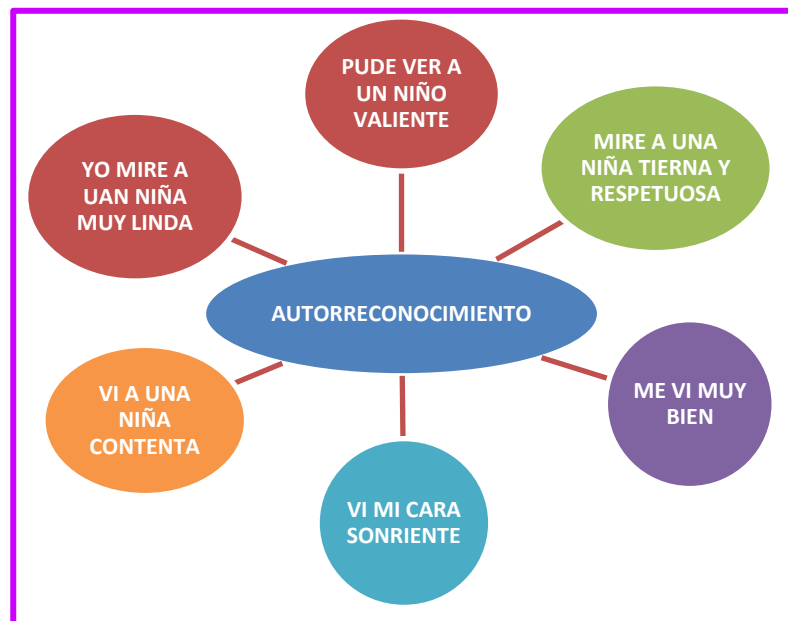 PUDE VER A
UN NIÑO
VALIENTE
MIRE A UNA
NIÑA TIERNA Y
RESPETUOSA
YO MIRE A
UAN NIÑA
MUY LINDA
AUTORRECONOCIMIENTO
ME VI MUY
BIEN
VI A UNA
NIÑA
CONTENTA
VI MI CARA
SONRIENTE